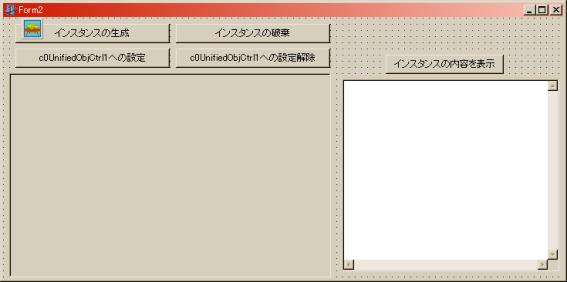 Form2
インスタンスの生成
インスタンスの破棄
c0UnifiedObjCtrl1への設定
c0UnifiedObjCtrl1への設定解除
インスタンスの内容を表示